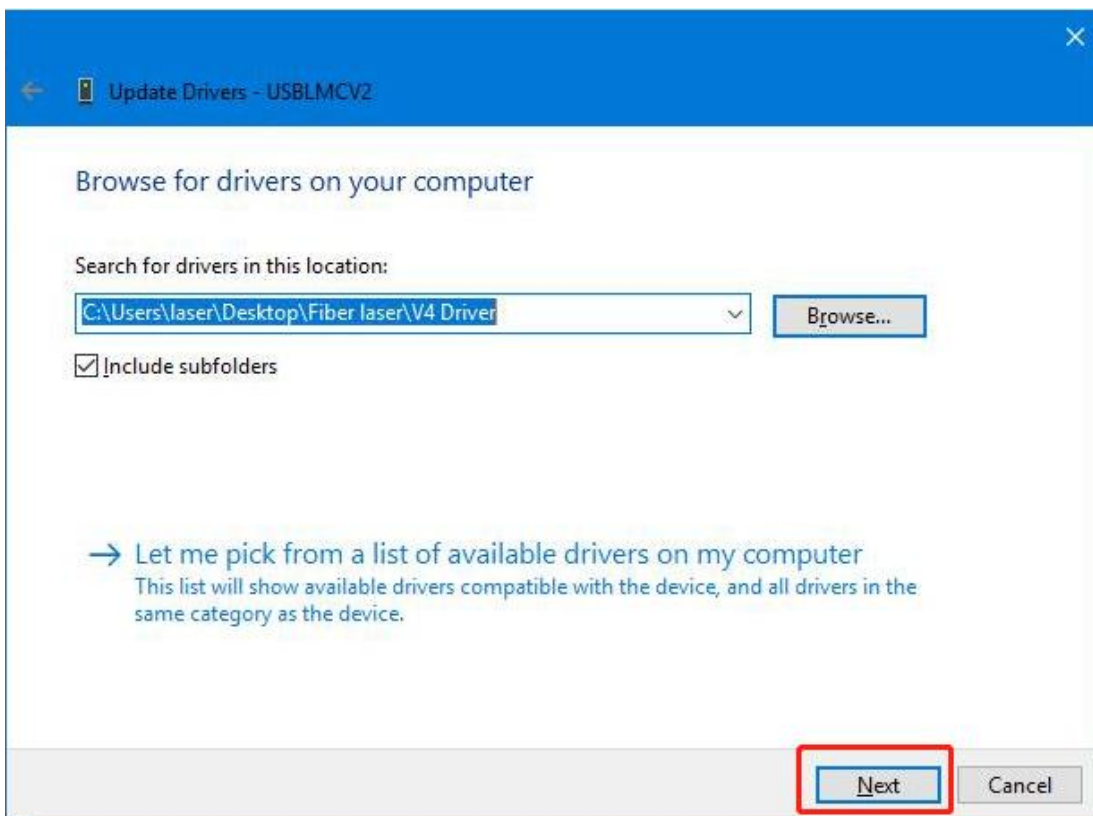 Update Drivers - USBLMCV2
Browse for drivers on your computer
Search for drivers in this location:
C:\Users\laser\Desktop\Fiber laser\V4 Driver
Browse...
Include subfolders
Let me pick from a list of available drivers on my computer
This list will show available drivers compatible with the device, and all drivers in the
same category as the device.
Next
Cancel